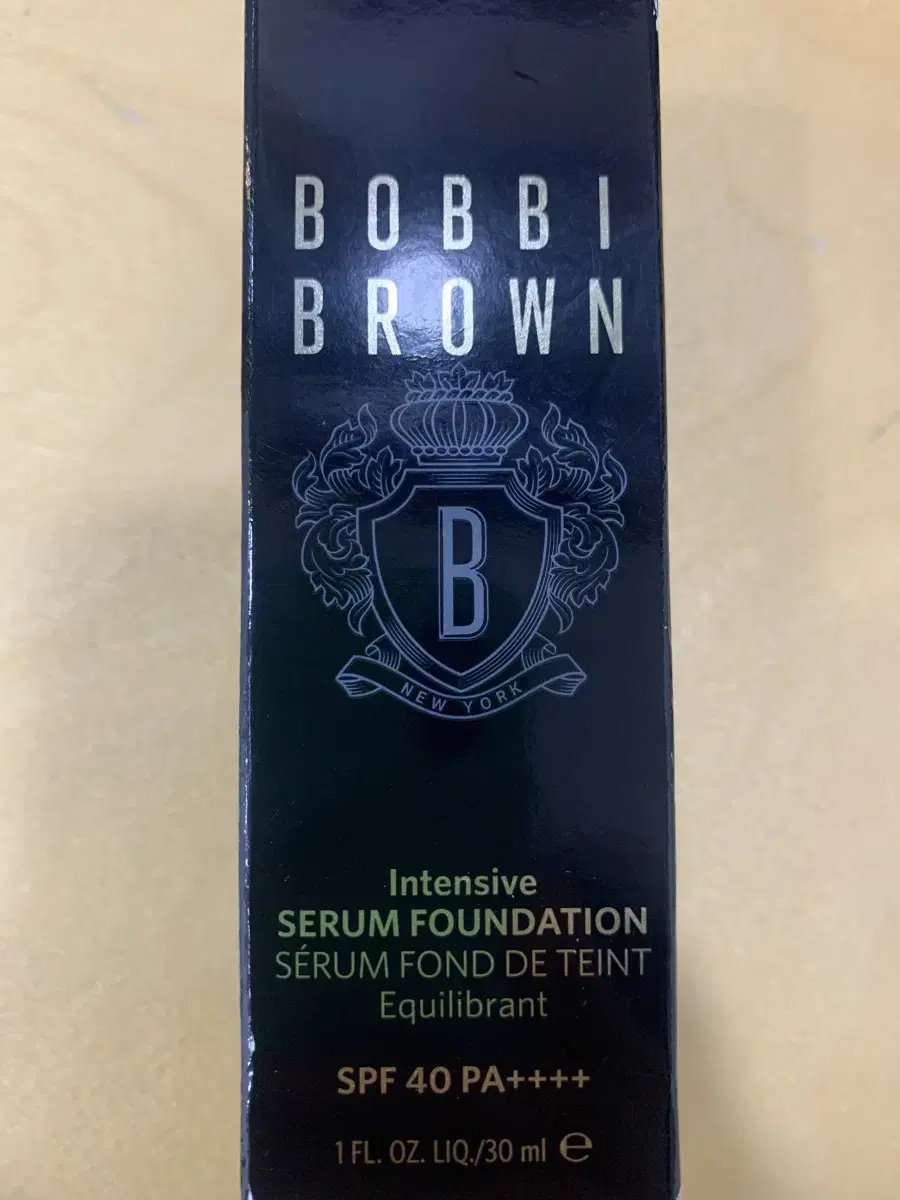 BOBBI
BROWN
B
NEW YORK
Intensive
SERUM FOUNDATION
SÉRUM FOND DE TEINT
Equilibrant
SPF 40 PA++++
1 FL. OZ. LIQ./30 ml ℮